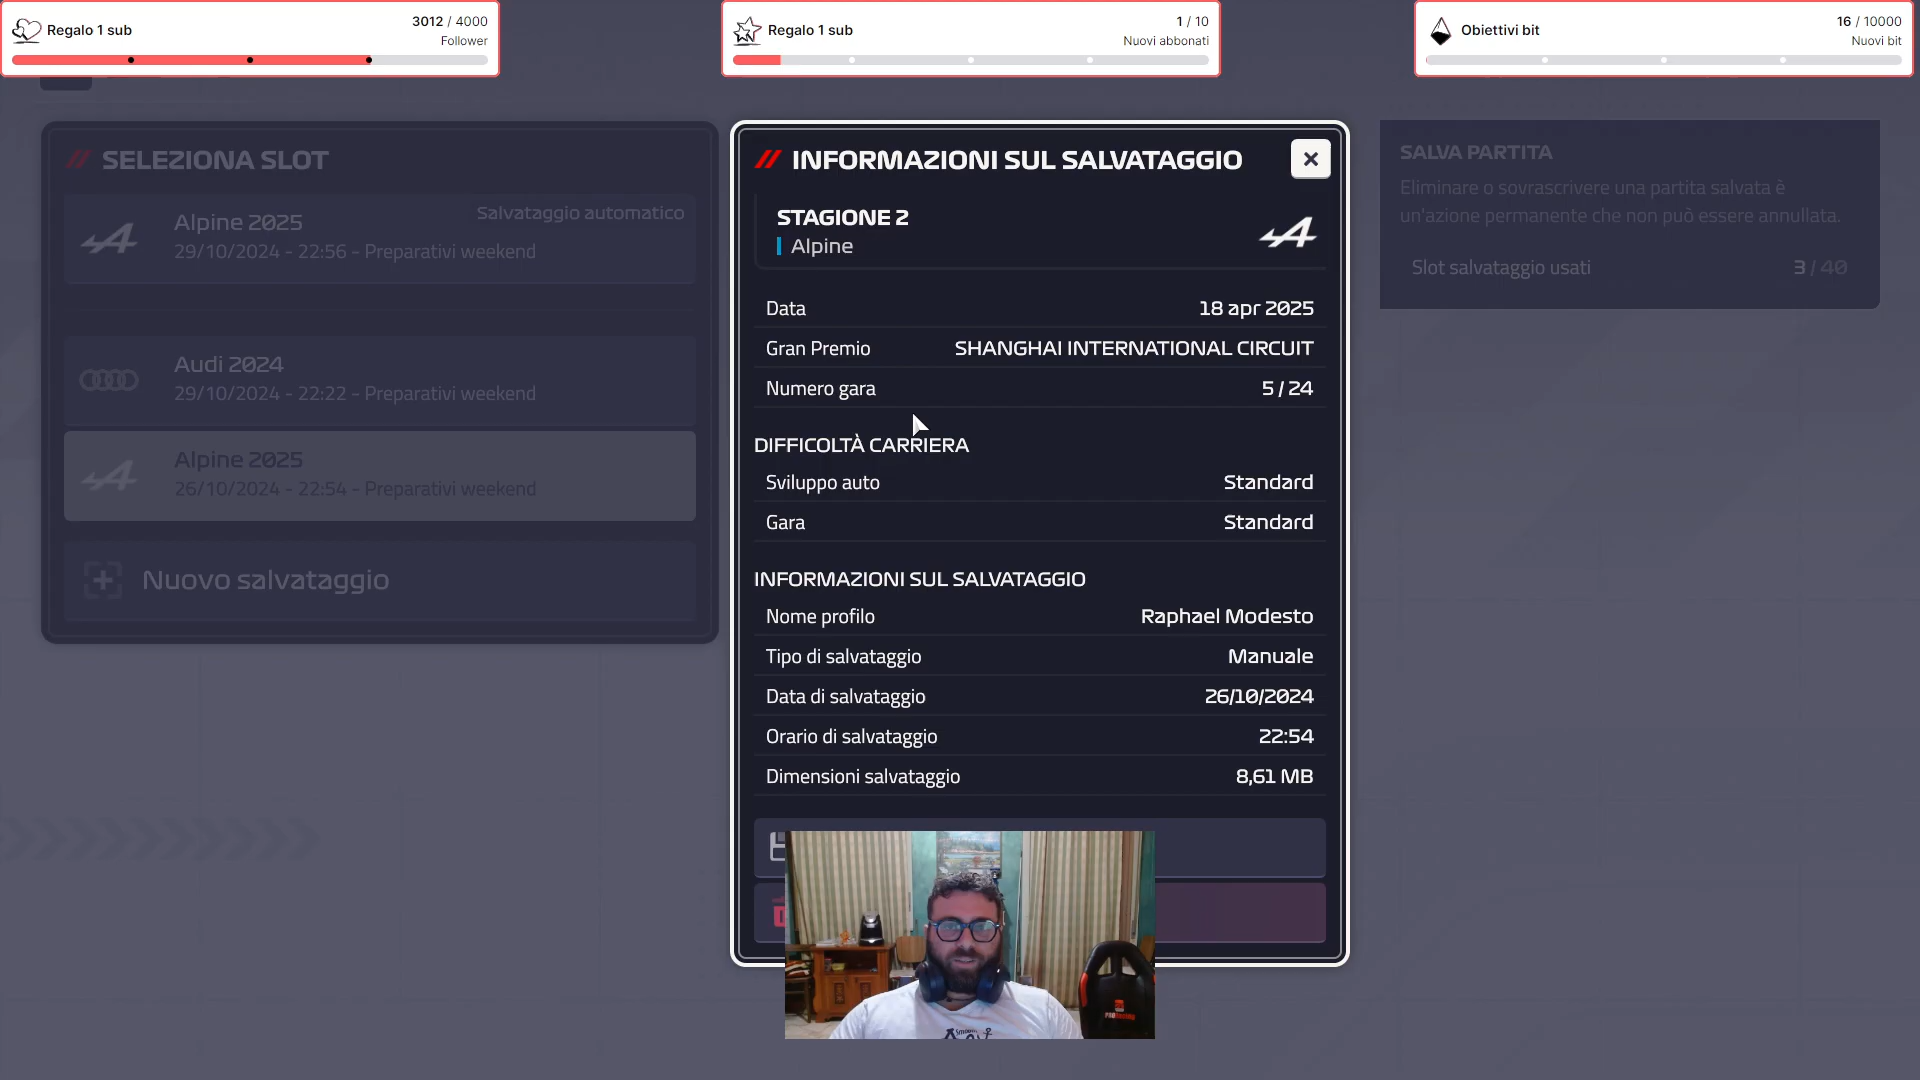 Regalo 1 sub
3012 / 4000
Follower
Regalo 1 sub
1 / 10
Nuovi abbonati
Obiettivi bit
16 / 10000
Nuovi bit
SELEZIONA SLOT
Alpine 2025
Salvataggio automatico
29/10/2024 - 22:56 - Preparativi weekend
Audi 2024
29/10/2024 - 22:22 - Preparativi weekend
Alpine 2025
26/10/2024 - 22:54 - Preparativi weekend
Nuovo salvataggio
INFORMAZIONI SUL SALVATAGGIO
STAGIONE 2
Alpine
Data 18 apr 2025
Gran Premio SHANGHAI INTERNATIONAL CIRCUIT
Numero gara 5 / 24
DIFFICOLTÀ CARRIERA
Sviluppo auto Standard
Gara Standard
INFORMAZIONI SUL SALVATAGGIO
Nome profilo Raphael Modesto
Tipo di salvataggio Manuale
Data di salvataggio 26/10/2024
Orario di salvataggio 22:54
Dimensioni salvataggio 8,61 MB
SALVA PARTITA
Eliminare o sovrascrivere una partita salvata è
un'azione permanente che non può essere annullata.
Slot salvataggio usati 3 / 40